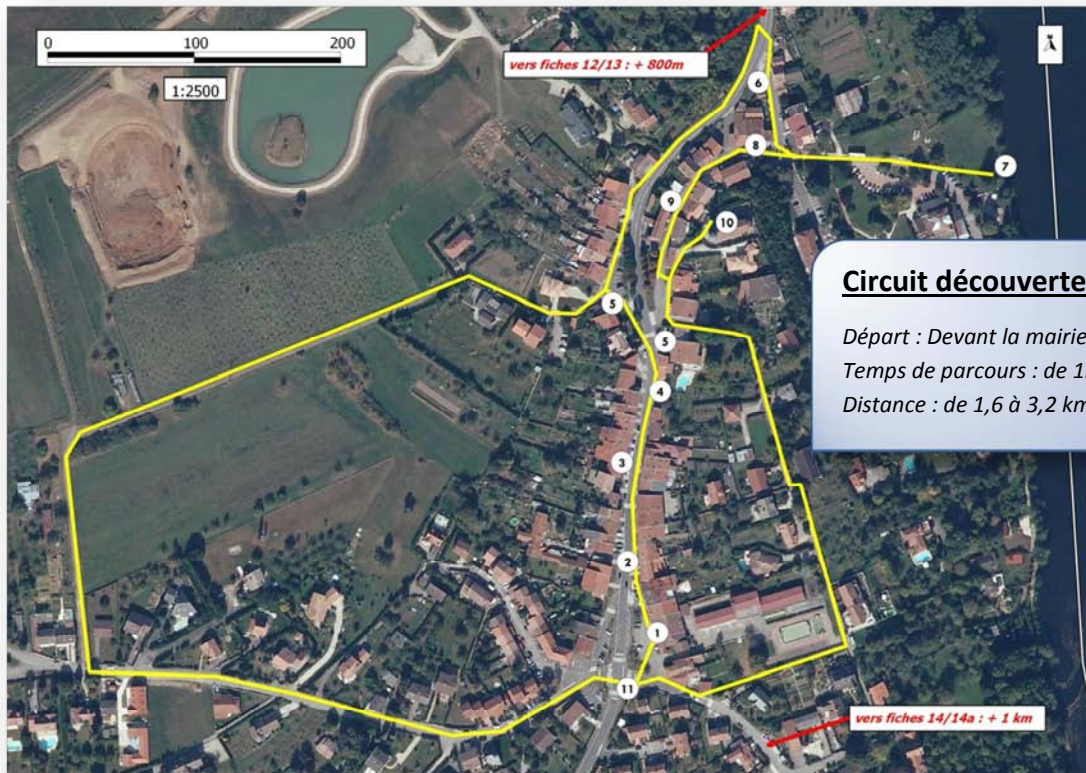 0 100 200
1:2500
vers fiches 12/13 : + 800m
6
8
7
9
10
5
5
4
3
2
1
11
Circuit découverte
Départ : Devant la mairie
Temps de parcours : de 1
Distance : de 1,6 à 3,2 km
vers fiches 14/14a : + 1 km